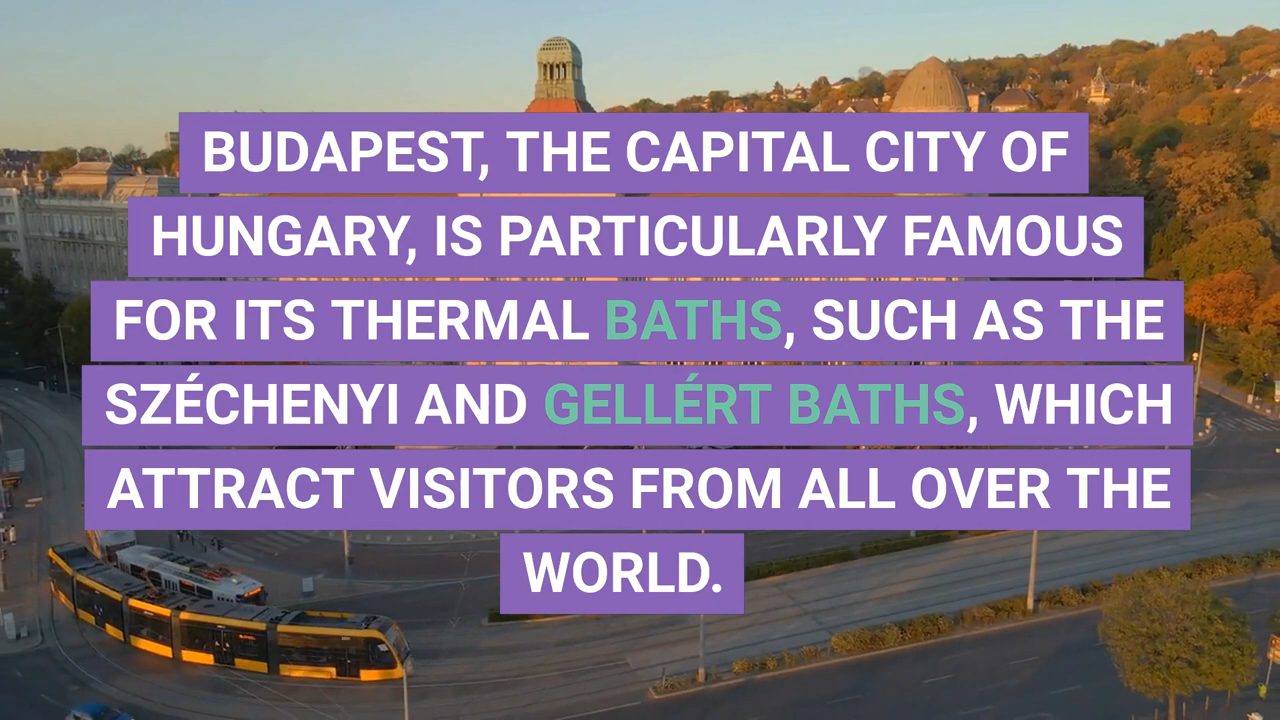 BUDAPEST, THE CAPITAL CITY OF
HUNGARY, IS PARTICULARLY FAMOUS
FOR ITS THERMAL BATHS, SUCH AS THE
SZÉCHENYI AND GELLÉRT BATHS, WHICH
ATTRACT VISITORS FROM ALL OVER THE
WORLD.